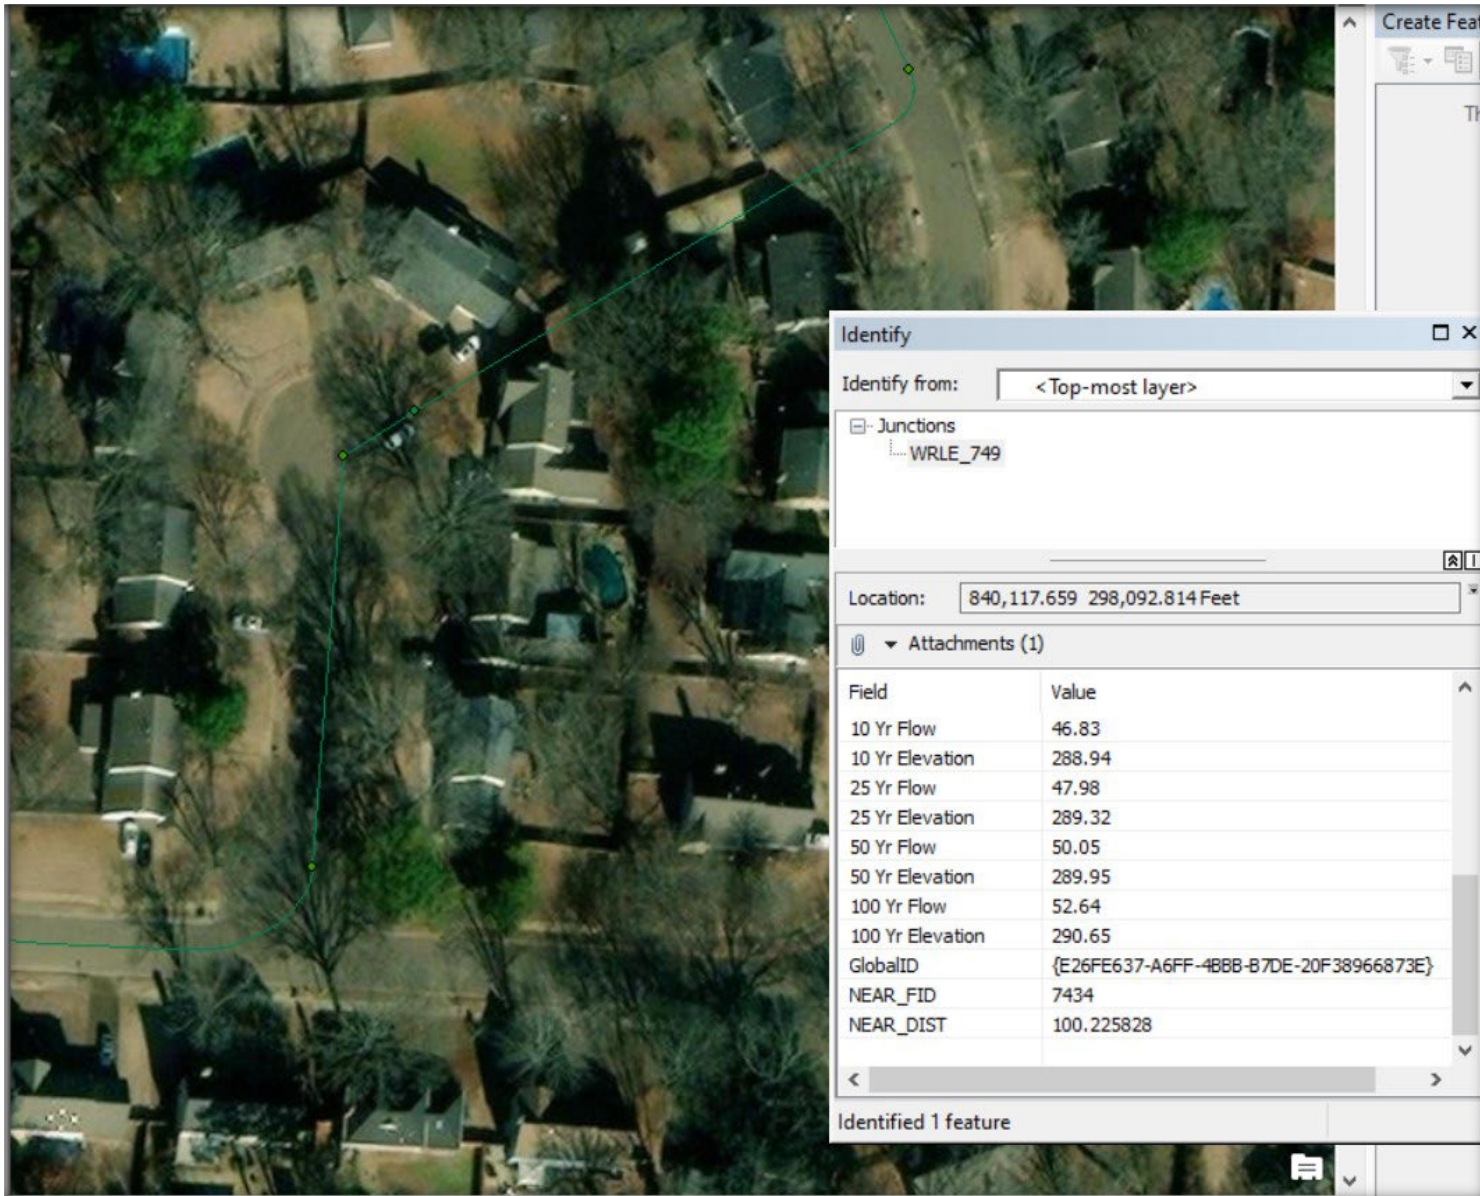 Create Feat
Th
Identify
Identify from: <Top-most layer>
Junctions
WRLE_749
Location: 840,117.659 298,092.814 Feet
Attachments (1)
Field Value
10 Yr Flow 46.83
10 Yr Elevation 288.94
25 Yr Flow 47.98
25 Yr Elevation 289.32
50 Yr Flow 50.05
50 Yr Elevation 289.95
100 Yr Flow 52.64
100 Yr Elevation 290.65
GlobalID {E26FE637-A6FF-4BBB-B7DE-20F38966873E}
NEAR_FID 7434
NEAR_DIST 100.225828
Identified 1 feature